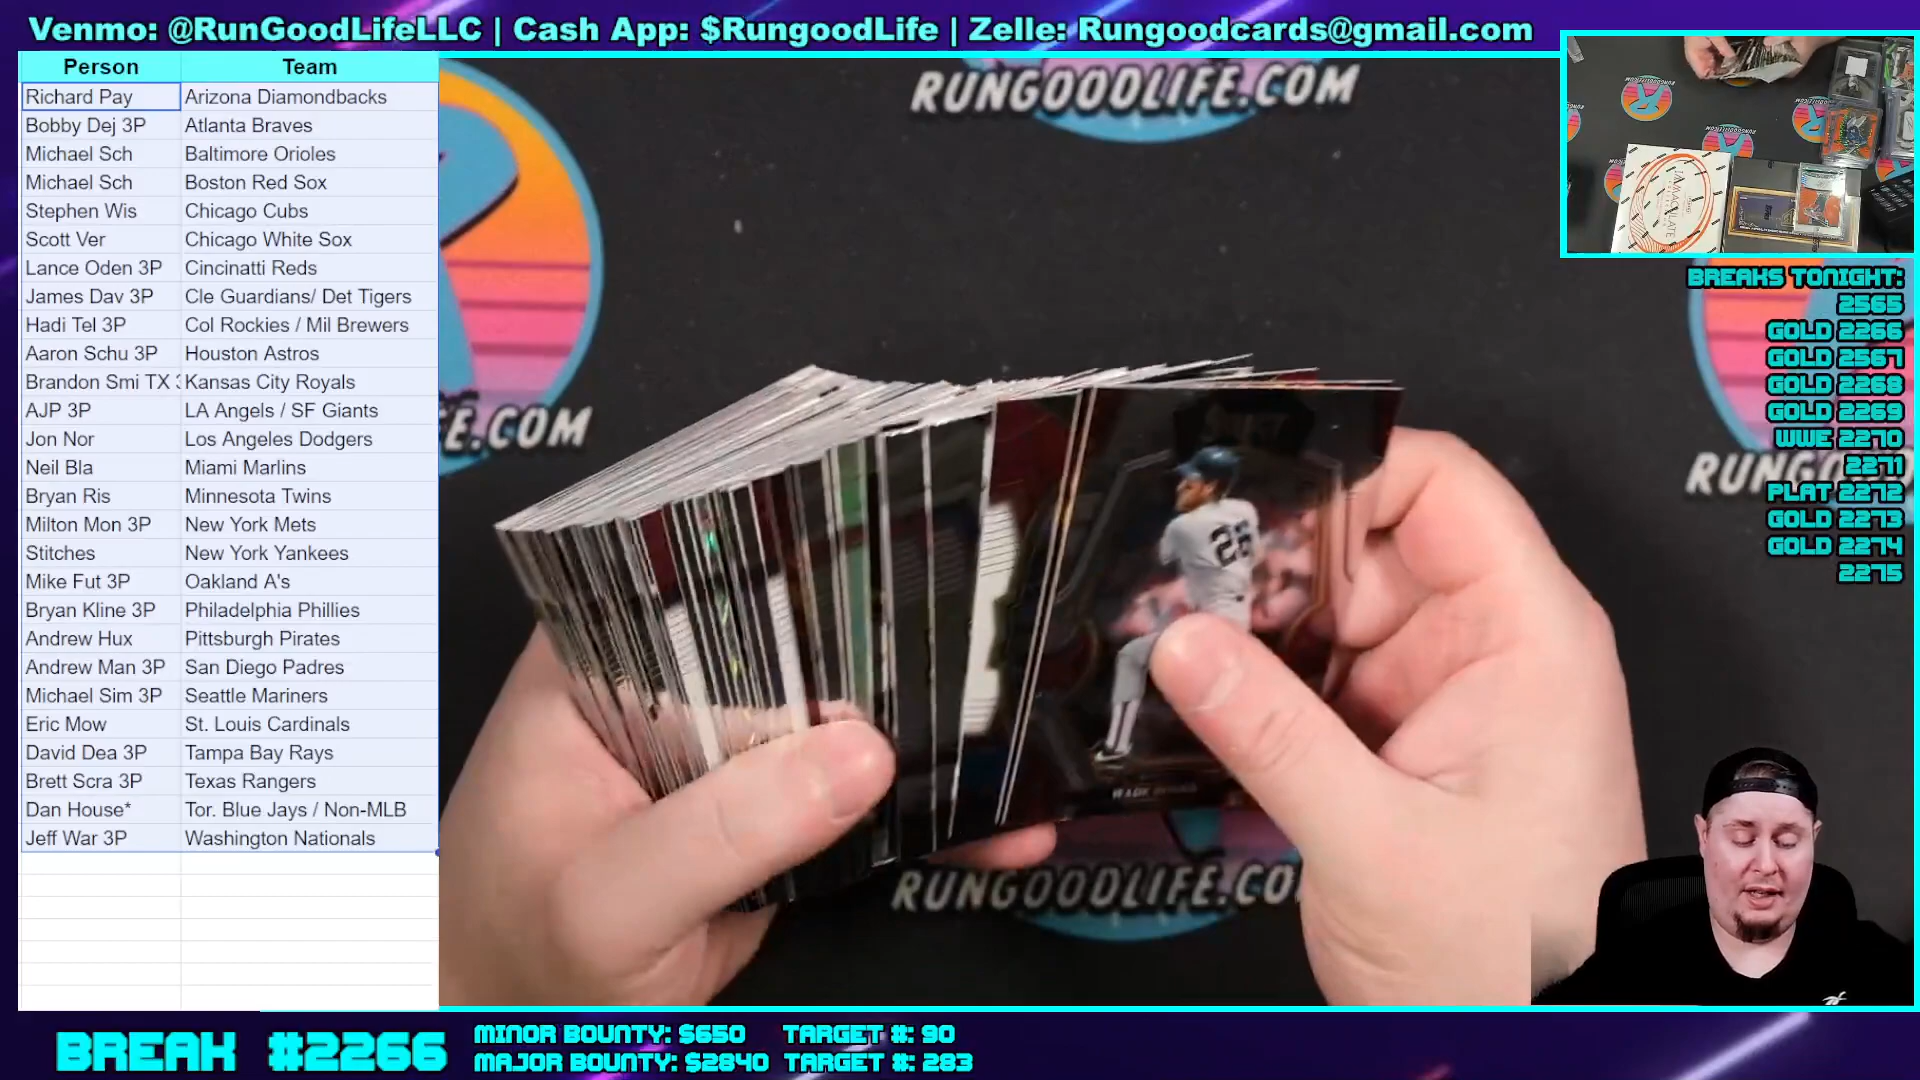 Venmo: @RunGoodLifeLLC | Cash App: $RungoodLife | Zelle: Rungoodcards@gmail.com
Person Team
Richard Pay Arizona Diamondbacks
Bobby Dej 3P Atlanta Braves
Michael Sch Baltimore Orioles
Michael Sch Boston Red Sox
Stephen Wis Chicago Cubs
Scott Ver Chicago White Sox
Lance Oden 3P Cincinatti Reds
James Dav 3P Cle Guardians/ Det Tigers
Hadi Tel 3P Col Rockies / Mil Brewers
Aaron Schu 3P Houston Astros
Brandon Smi TX Kansas City Royals
AJP 3P LA Angels / SF Giants
Jon Nor Los Angeles Dodgers
Neil Bla Miami Marlins
Bryan Ris Minnesota Twins
Milton Mon 3P New York Mets
Stitches New York Yankees
Mike Fut 3P Oakland A's
Bryan Kline 3P Philadelphia Phillies
Andrew Hux Pittsburgh Pirates
Andrew Man 3P San Diego Padres
Michael Sim 3P Seattle Mariners
Eric Mow St. Louis Cardinals
David Dea 3P Tampa Bay Rays
Brett Scra 3P Texas Rangers
Dan House* Tor. Blue Jays / Non-MLB
Jeff War 3P Washington Nationals
RUNGOODLIFE.COM
E.COM
RUNG
26
WADE BOGGS
RUNGOODLIFE.CO
IMMACULATE
BREAKS TONIGHT:
2565
GOLD 2266
GOLD 2567
GOLD 2268
GOLD 2269
WWE 2270
2271
PLAT 2272
GOLD 2273
GOLD 2274
2275
BREAK #2266
MINOR BOUNTY: $650 TARGET #: 90
MAJOR BOUNTY: $2840 TARGET #: 283